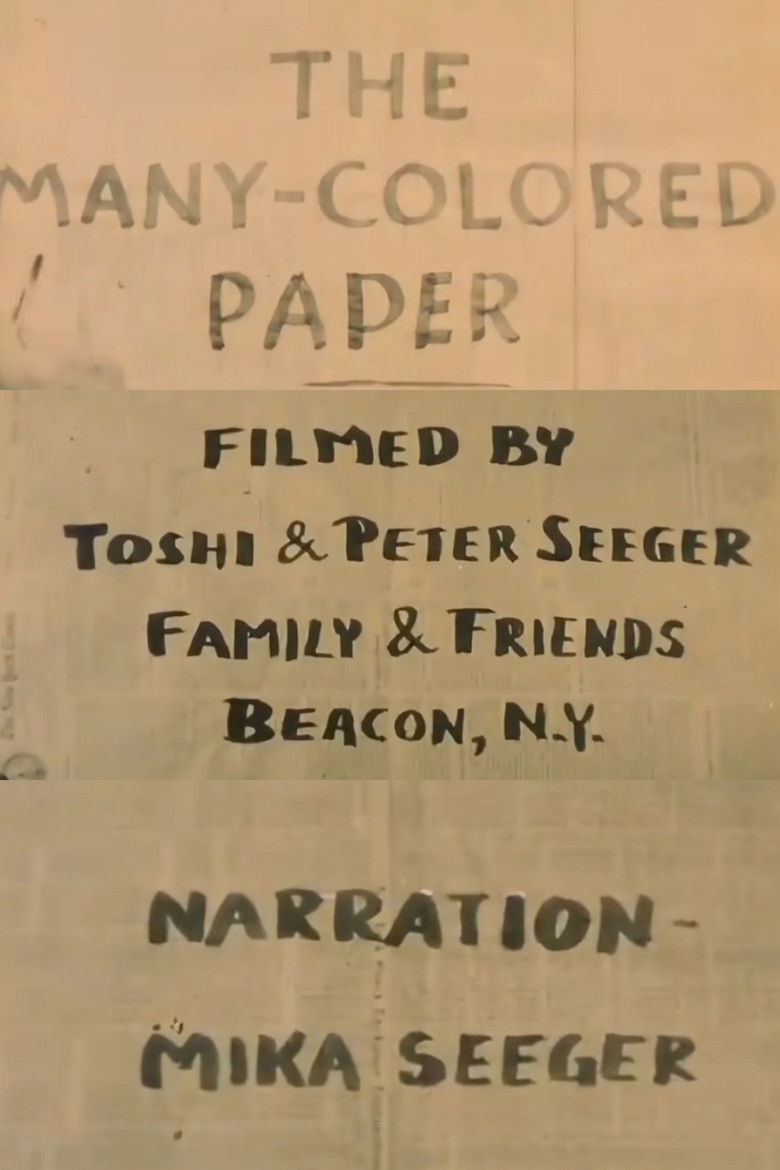 THE
MANY-COLORED
PAPER
FILMED BY
TOSHI & PETER SEEGER
FAMILY & FRIENDS
BEACON, N.Y.
NARRATION-
MIKA SEEGER